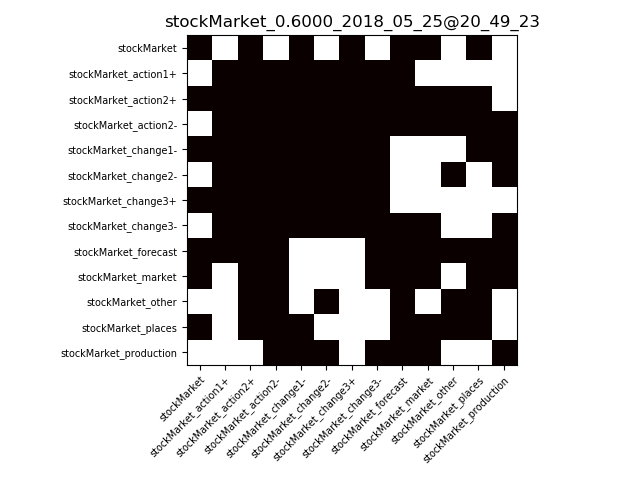 stockMarket_0.6000_2018_05_25@20_49_23
stockMarket
stockMarket_action1+
stockMarket_action2+
stockMarket_action2-
stockMarket_change1-
stockMarket_change2-
stockMarket_change3+
stockMarket_change3-
stockMarket_forecast
stockMarket_market
stockMarket_other
stockMarket_places
stockMarket_production
stockMarket
stockMarket_action1+
stockMarket_action2+
stockMarket_action2-
stockMarket_change1-
stockMarket_change2-
stockMarket_change3+
stockMarket_change3-
stockMarket_forecast
stockMarket_market
stockMarket_other
stockMarket_places
stockMarket_production